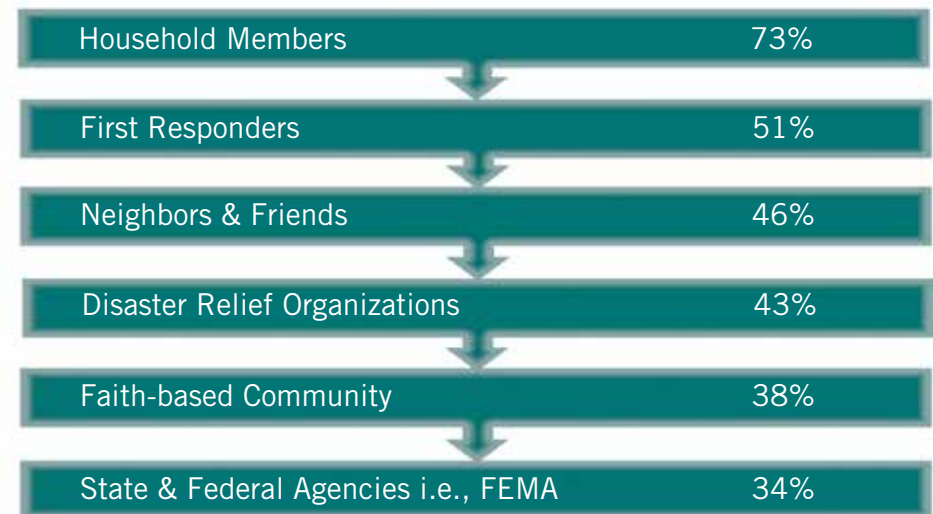 Household Members 73%
First Responders 51%
Neighbors & Friends 46%
Disaster Relief Organizations 43%
Faith-based Community 38%
State & Federal Agencies i.e., FEMA 34%